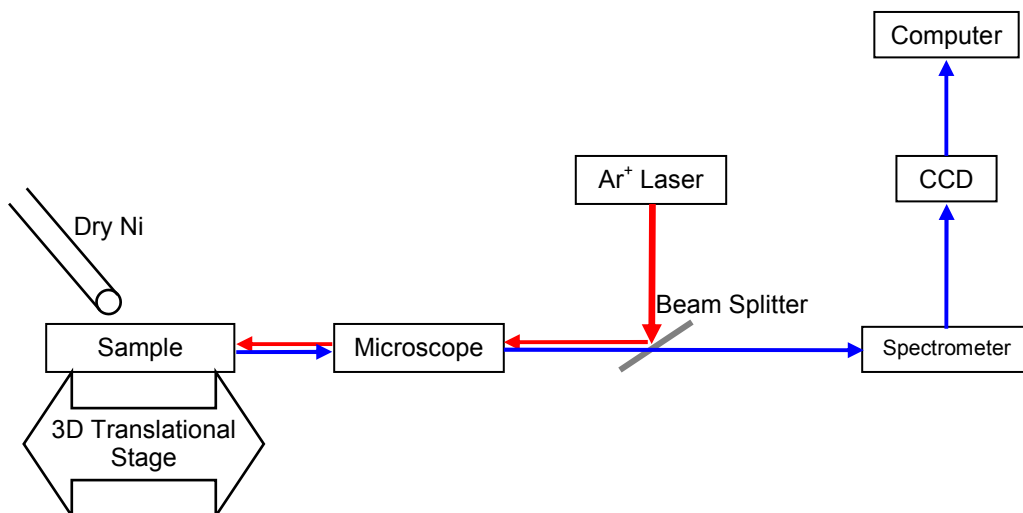 Computer
Ar⁺ Laser
CCD
Dry Ni
Beam Splitter
Sample
Microscope
Spectrometer
3D Translational
Stage